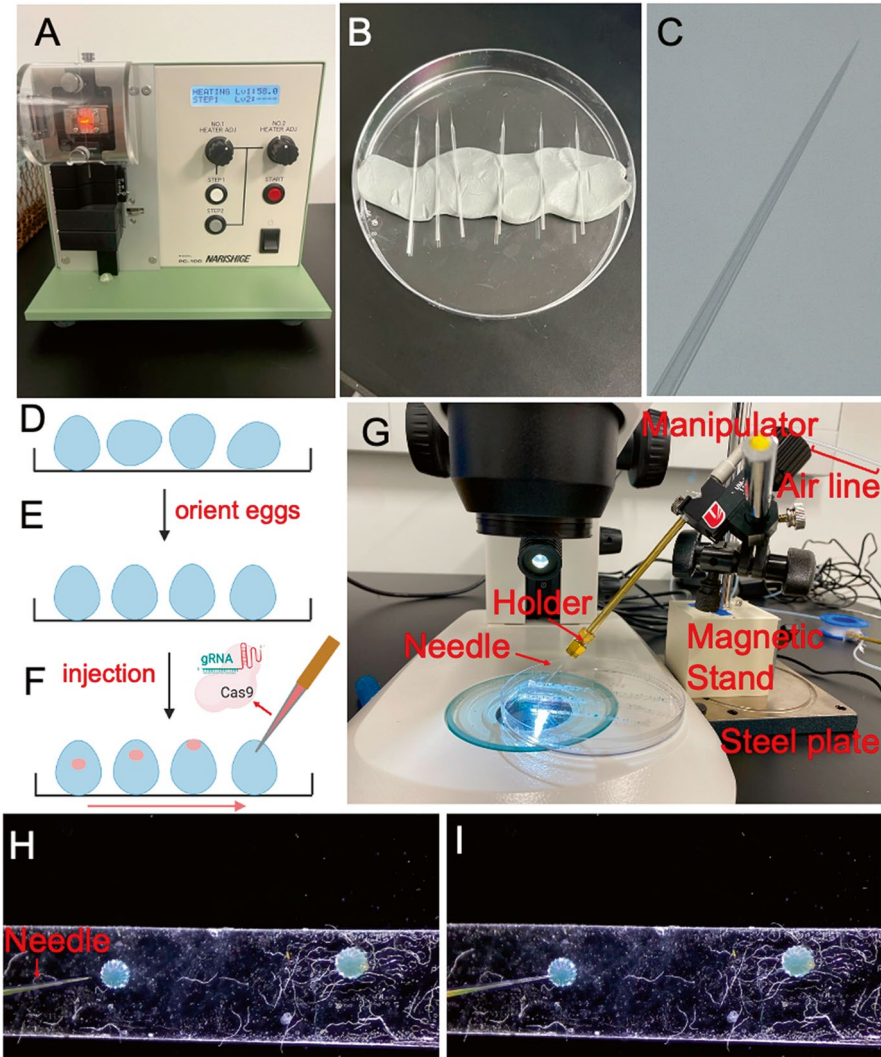 A
HEATING Lv1:58.0
STEP1 Lv2:----
NO.1
HEATER ADJ
NO.2
HEATER ADJ
STEP1
START
STEP2
MODEL
PC-100 NARISHIGE
B
C
D
E
orient eggs
F
injection
gRNA
Cas9
G
Manipulator
Air line
Holder
Needle
Magnetic
Stand
Steel plate
H
Needle
I